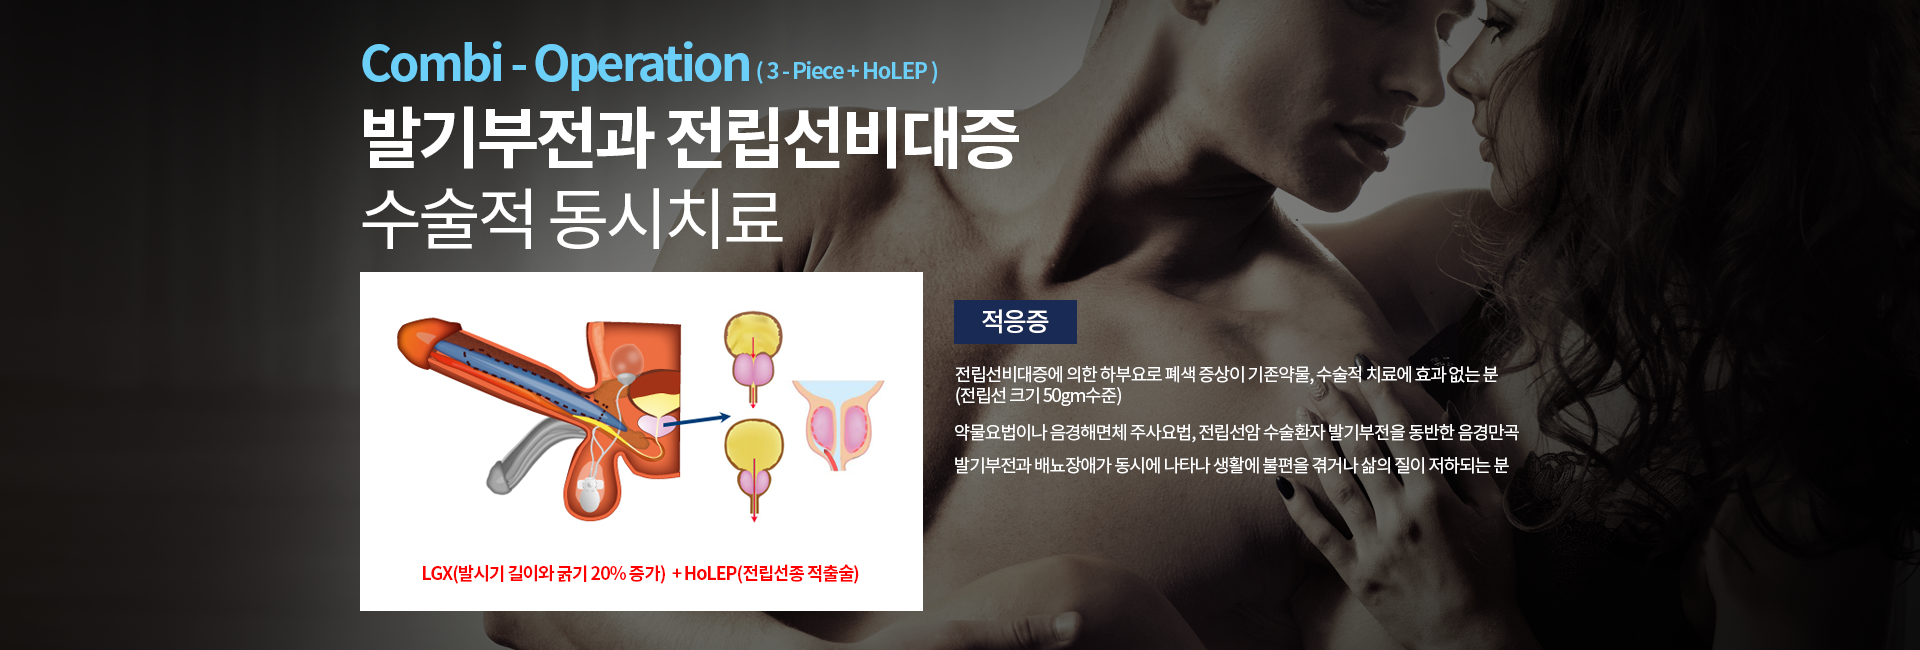 Combi - Operation ( 3 - Piece + HoLEP )
발기부전과 전립선비대증
수술적 동시치료
적응증
전립선비대증에 의한 하부요로 폐색 증상이 기존약물, 수술적 치료에 효과 없는 분
(전립선 크기 50gm수준)
약물요법이나 음경해면체 주사요법, 전립선암 수술환자 발기부전을 동반한 음경만곡
발기부전과 배뇨장애가 동시에 나타나 생활에 불편을 겪거나 삶의 질이 저하되는 분
LGX(발시기 길이와 굵기 20% 증가) + HoLEP(전립선종 적출술)